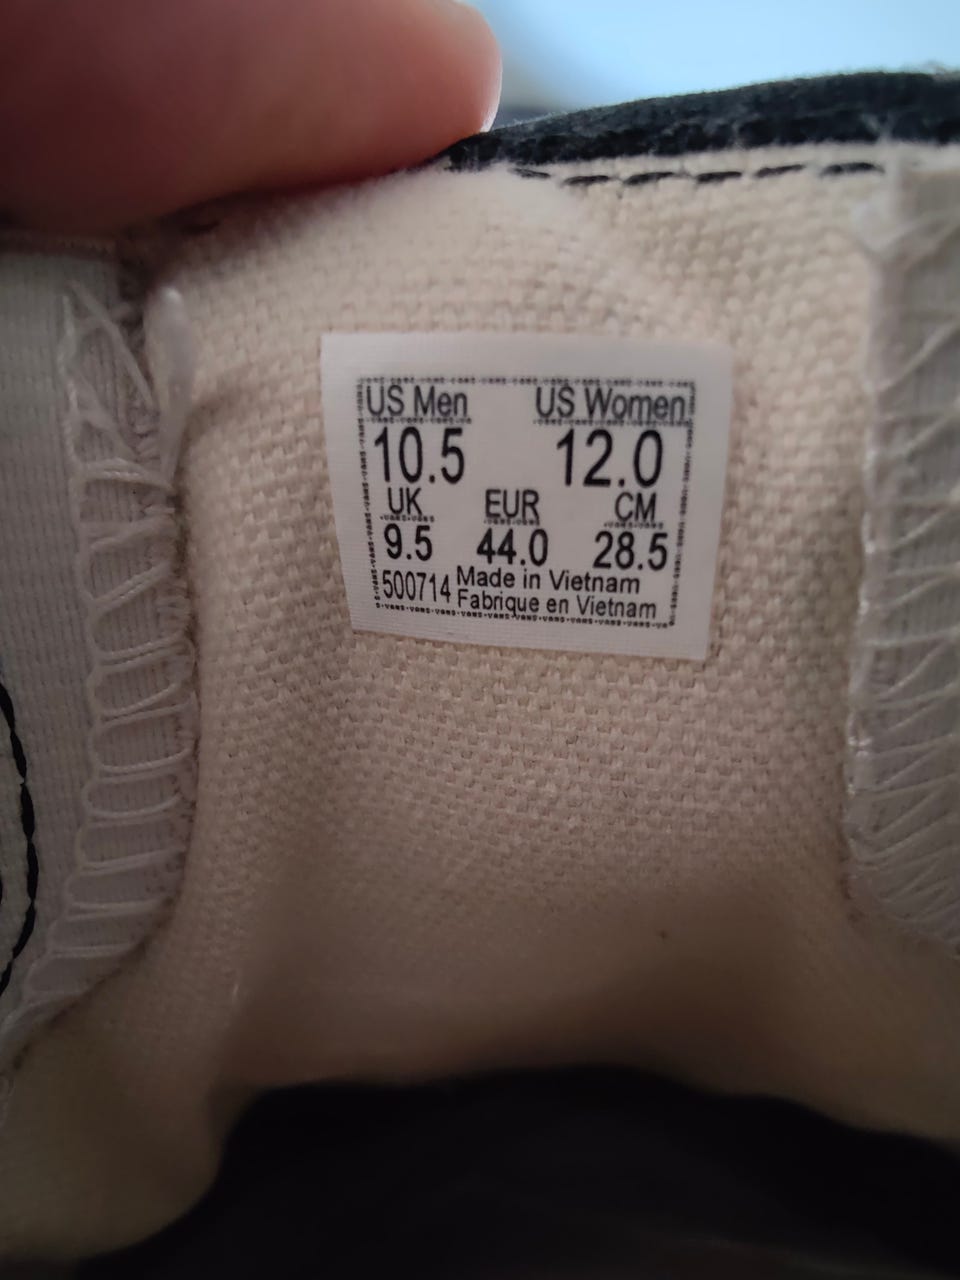 US Men US Women
10.5 12.0
UK EUR CM
9.5 44.0 28.5
500714 Made in Vietnam
Fabrique en Vietnam